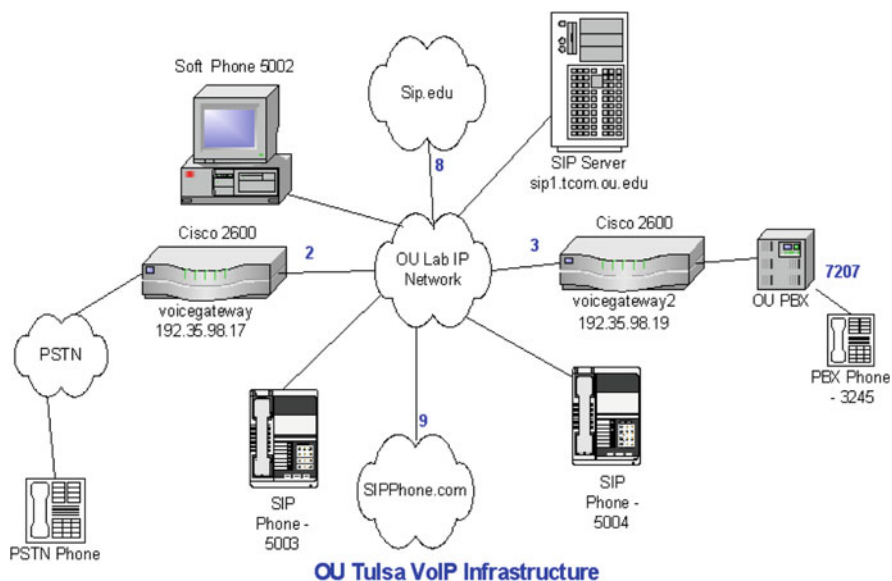 Soft Phone 5002
Sip.edu
SIP Server
sip1.tcom.ou.edu
8
Cisco 2600
2
OU Lab IP
Network
3
Cisco 2600
voicegateway
192.35.98.17
voicegateway2
192.35.98.19
OU PBX
7207
PSTN
PBX Phone
- 3245
9
SIP
Phone -
5003
SIPPhone.com
SIP
Phone -
5004
PSTN Phone
OU Tulsa VoIP Infrastructure